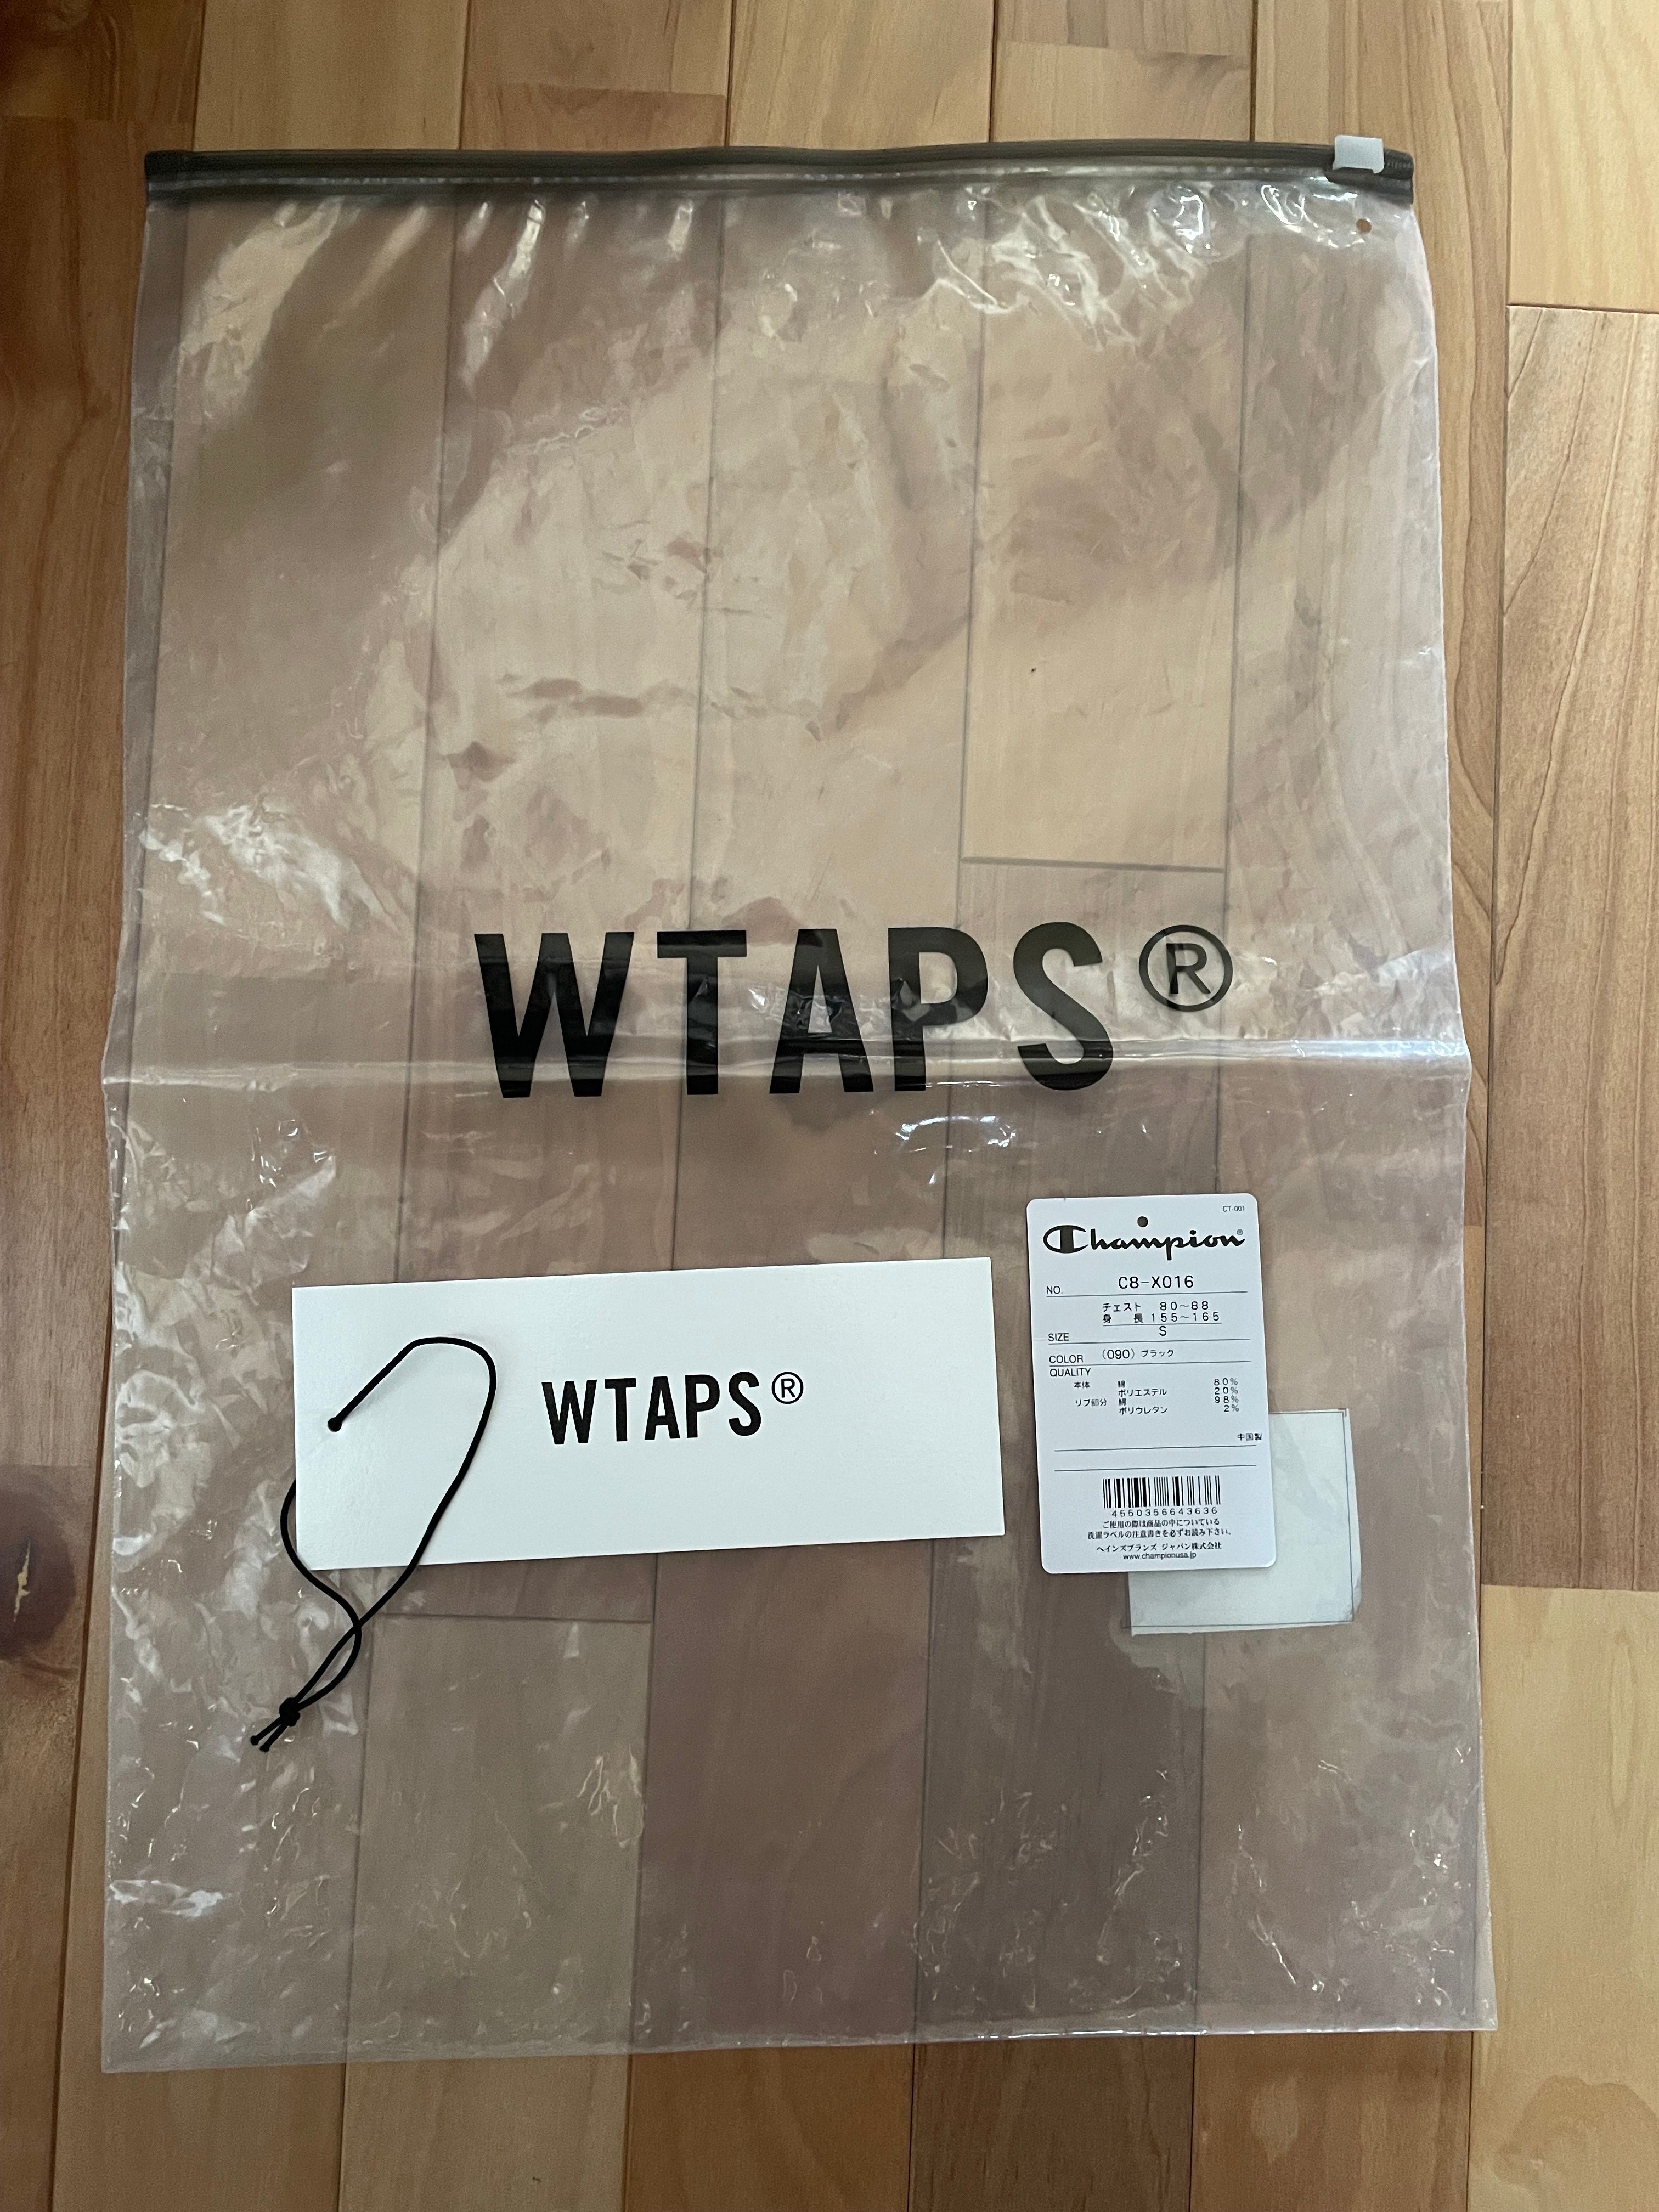 WTAPS®
WTAPS®
CT-001
Champion®
NO. C8-X016
チェスト 80～88
身 長 155～165
SIZE S
COLOR (090) ブラック
QUALITY
本体 綿 80%
ポリエステル 20%
リブ部分 綿 98%
ポリウレタン 2%
中国製
4550356643636
ご使用の際は商品の中についている
洗濯ラベルの注意書きを必ずお読み下さい。
ヘインズブランズ ジャパン株式会社
www.championusa.jp